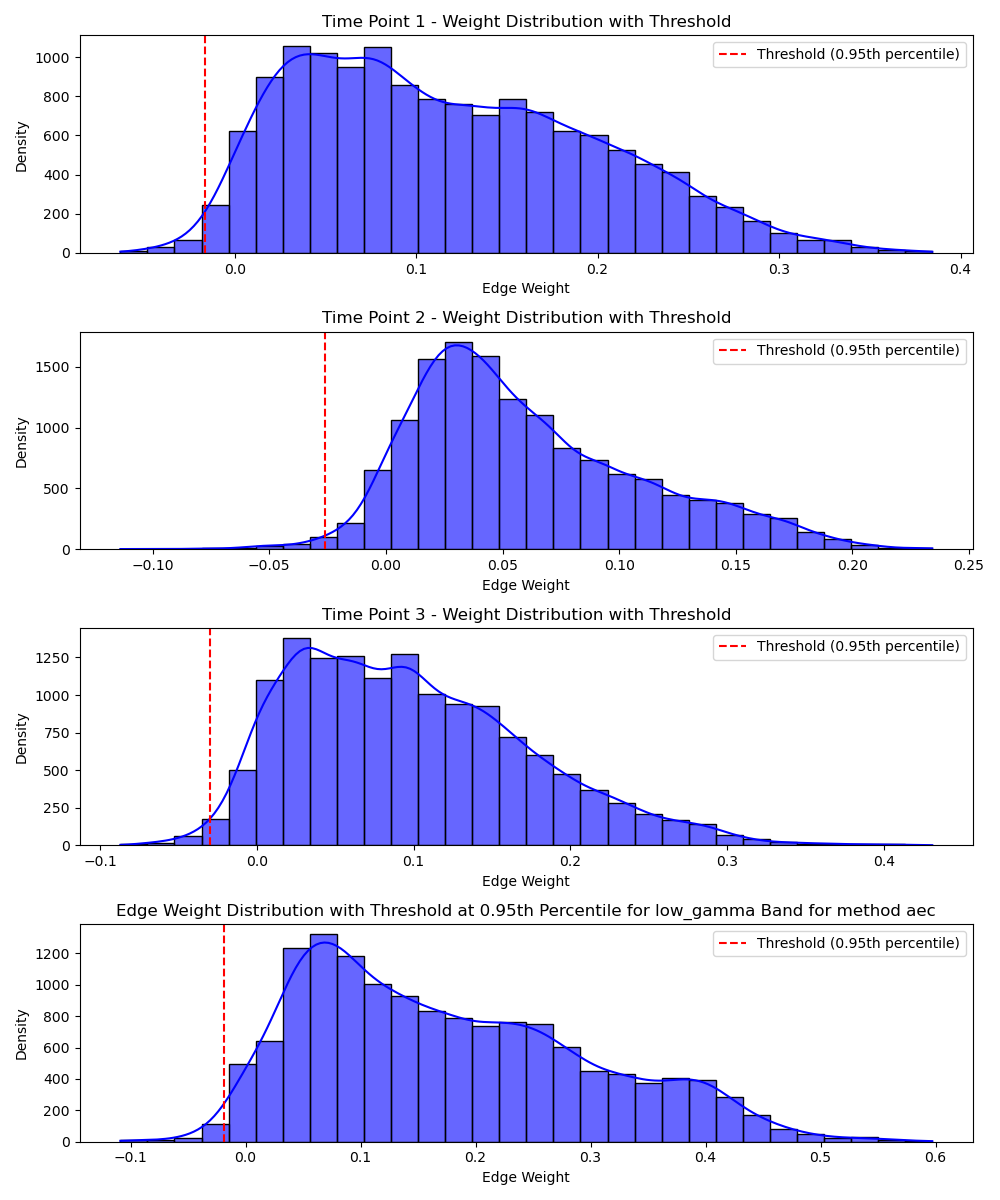 Time Point 1 - Weight Distribution with Threshold
Threshold (0.95th percentile)
Density
1000
800
600
400
200
0
0.0 0.1 0.2 0.3 0.4
Edge Weight
Time Point 2 - Weight Distribution with Threshold
Threshold (0.95th percentile)
Density
1500
1000
500
0
−0.10 −0.05 0.00 0.05 0.10 0.15 0.20 0.25
Edge Weight
Time Point 3 - Weight Distribution with Threshold
Threshold (0.95th percentile)
Density
1250
1000
750
500
250
0
−0.1 0.0 0.1 0.2 0.3 0.4
Edge Weight
Edge Weight Distribution with Threshold at 0.95th Percentile for low_gamma Band for method aec
Threshold (0.95th percentile)
Density
1200
1000
800
600
400
200
0
−0.1 0.0 0.1 0.2 0.3 0.4 0.5 0.6
Edge Weight